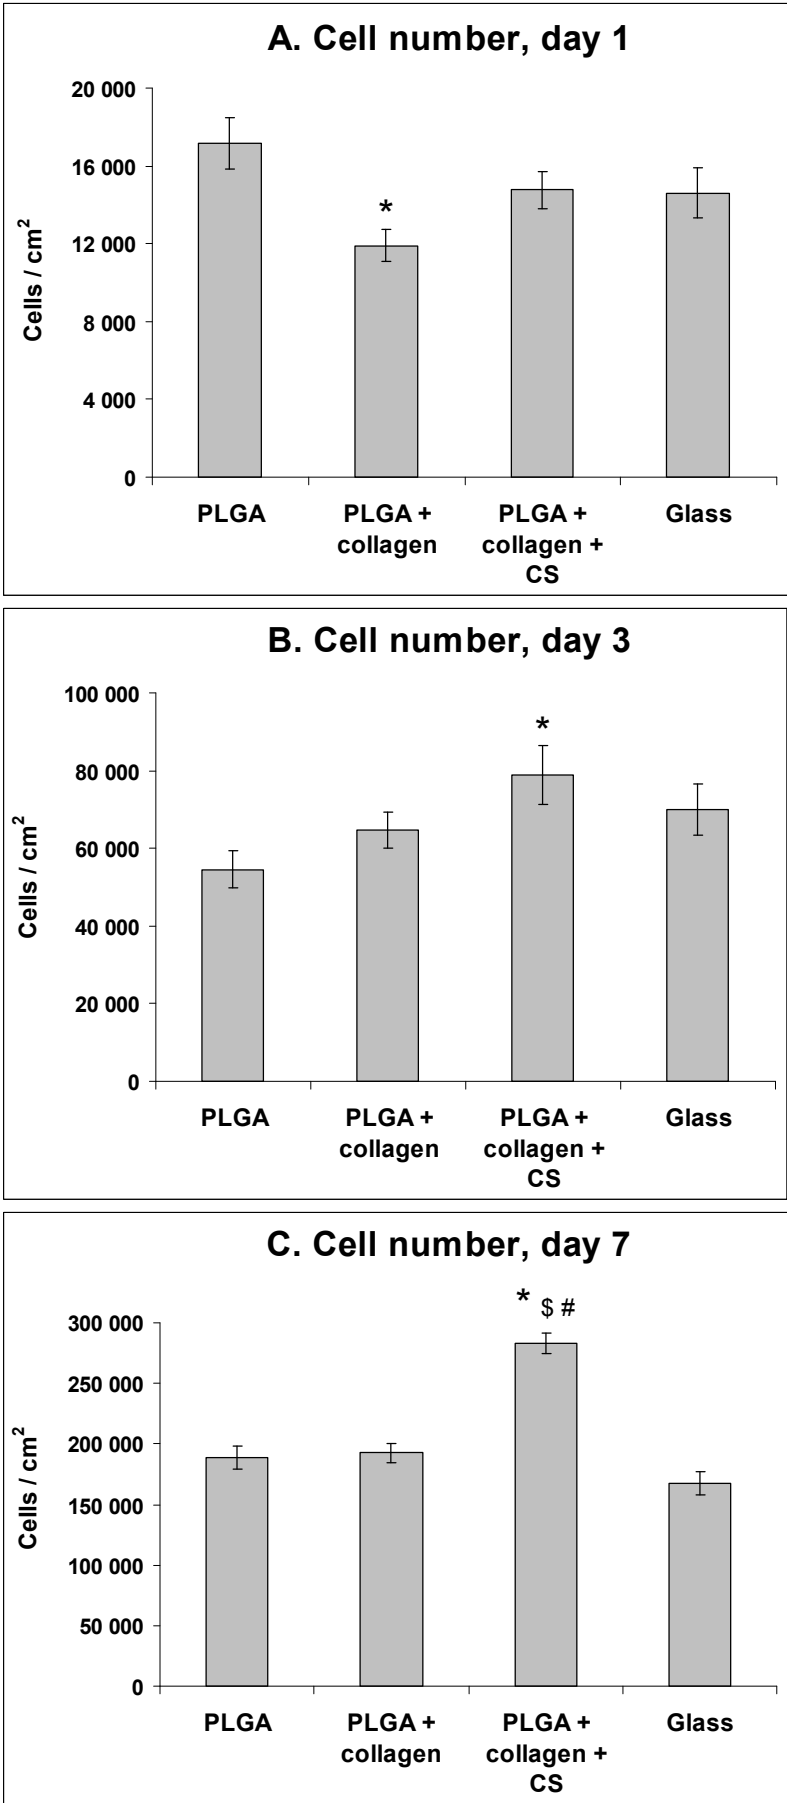 A. Cell number, day 1
20 000
16 000
12 000
8 000
4 000
0
Cells / cm²
*
PLGA
PLGA +
collagen
PLGA +
collagen +
CS
Glass
B. Cell number, day 3
100 000
80 000
60 000
40 000
20 000
0
Cells / cm²
*
PLGA
PLGA +
collagen
PLGA +
collagen +
CS
Glass
C. Cell number, day 7
300 000
250 000
200 000
150 000
100 000
50 000
0
Cells / cm²
* $ #
PLGA
PLGA +
collagen
PLGA +
collagen +
CS
Glass